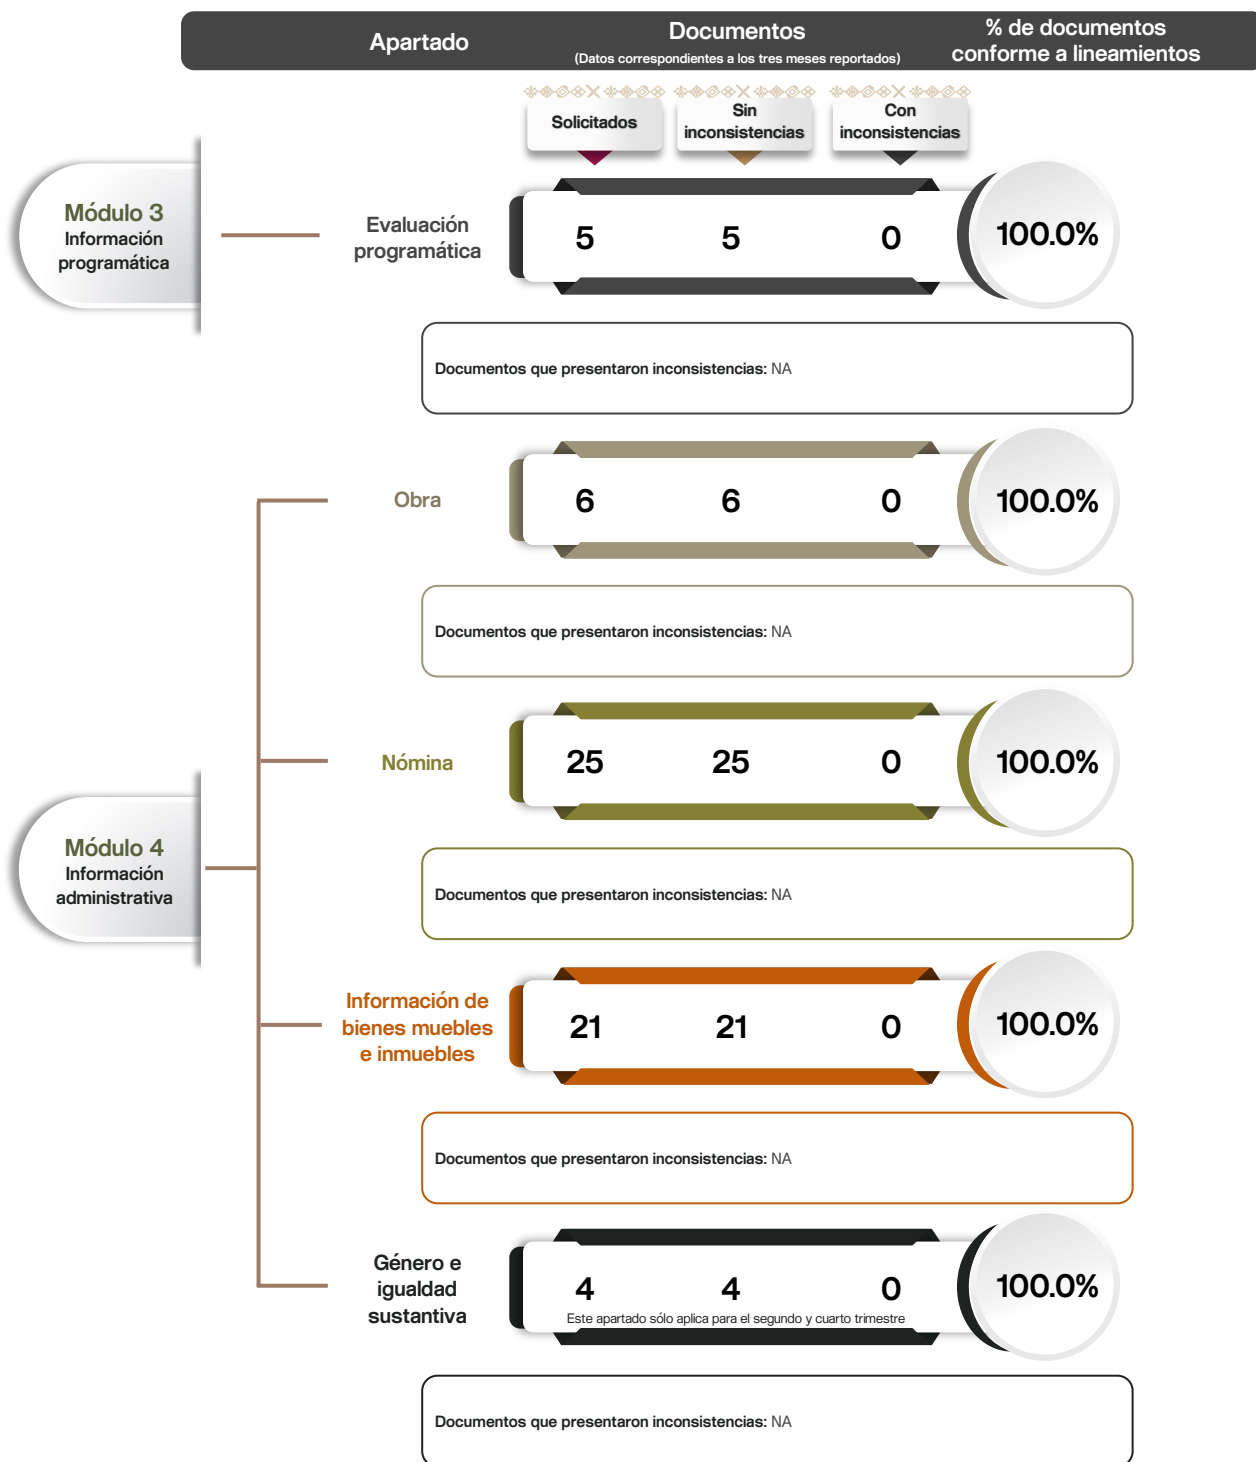 Apartado
Documentos
(Datos correspondientes a los tres meses reportados)
% de documentos
conforme a lineamientos
Solicitados
Sin
inconsistencias
Con
inconsistencias
Módulo 3
Información
programática
Evaluación
programática
5 5 0 100.0%
Documentos que presentaron inconsistencias: NA
Obra
6 6 0 100.0%
Documentos que presentaron inconsistencias: NA
Nómina
25 25 0 100.0%
Módulo 4
Información
administrativa
Documentos que presentaron inconsistencias: NA
Información de
bienes muebles
e inmuebles
21 21 0 100.0%
Documentos que presentaron inconsistencias: NA
Género e
igualdad
sustantiva
4 4 0 100.0%
Este apartado sólo aplica para el segundo y cuarto trimestre
Documentos que presentaron inconsistencias: NA